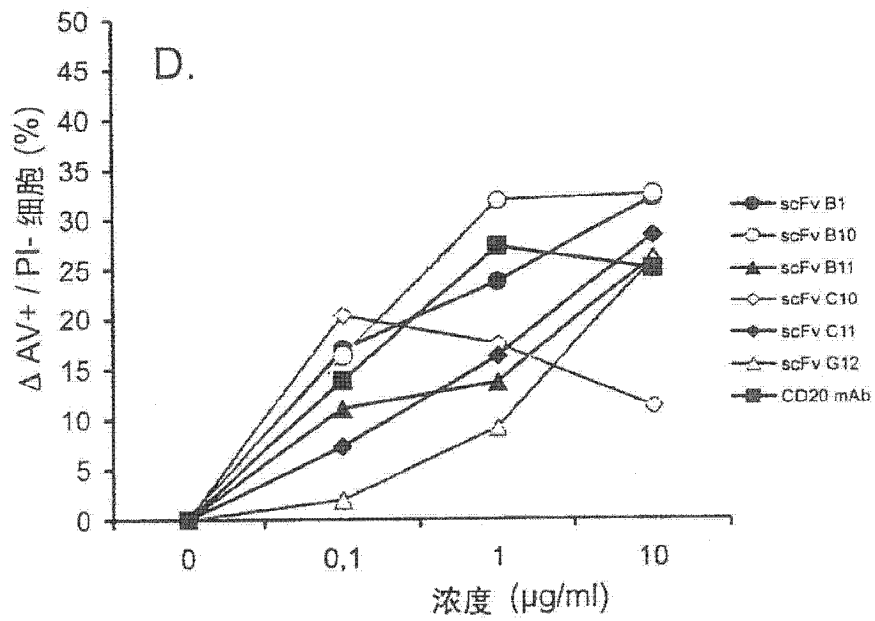 D.
50
45
40
35
30
25
20
15
10
5
0
Δ AV+ / PI- 细胞 (%)
0 0,1 1 10
浓度 (µg/ml)
scFv B1
scFv B10
scFv B11
scFv C10
scFv C11
scFv G12
CD20 mAb